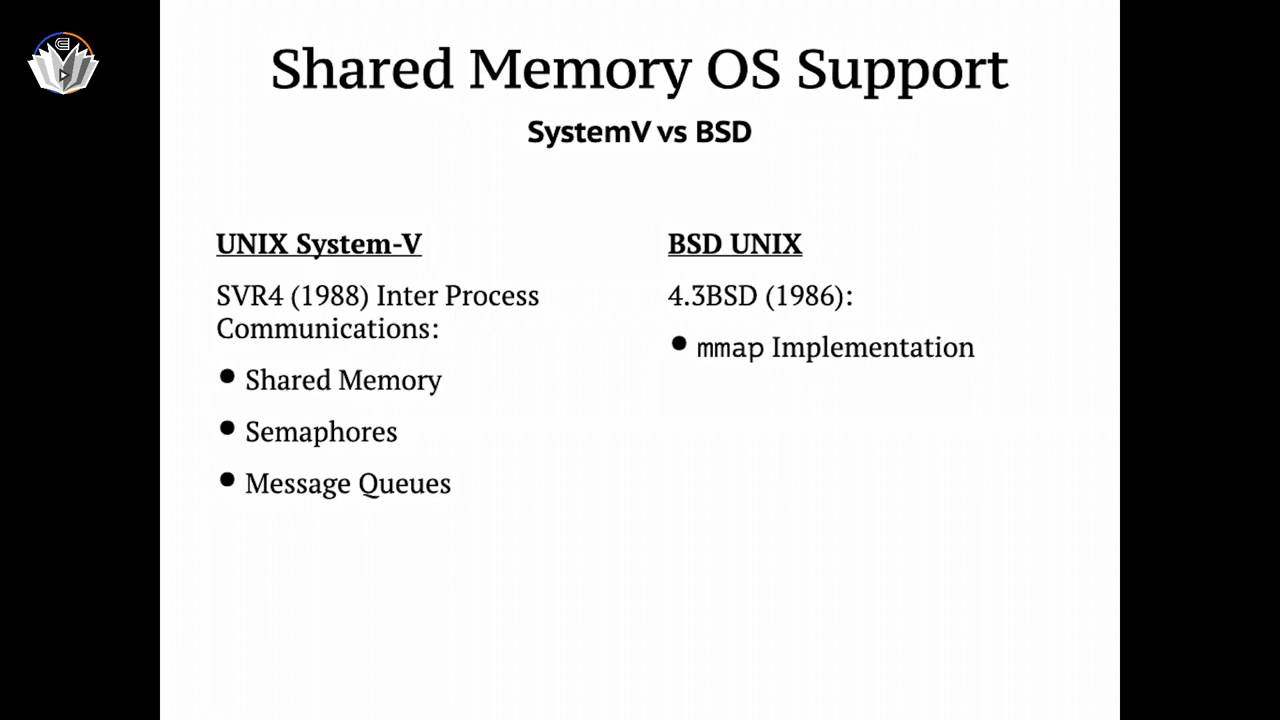 Shared Memory OS Support
SystemV vs BSD
UNIX System-V
SVR4 (1988) Inter Process
Communications:
• Shared Memory
• Semaphores
• Message Queues
BSD UNIX
4.3BSD (1986):
• mmap Implementation